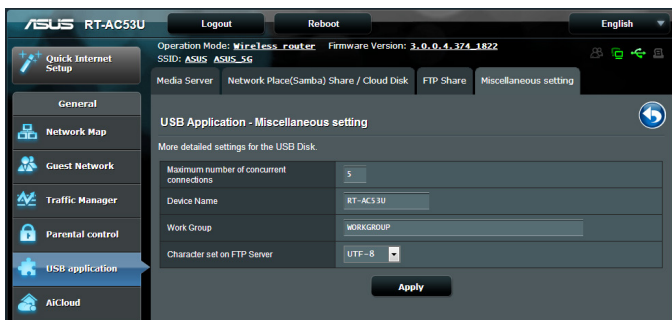 ASUS RT-AC53U
Logout
Reboot
English
Quick Internet Setup
Operation Mode: Wireless router Firmware Version: 3.0.0.4.374_1822
SSID: ASUS ASUS_5G
Media Server
Network Place(Samba) Share / Cloud Disk
FTP Share
Miscellaneous setting
General
Network Map
Guest Network
Traffic Manager
Parental control
USB application
AiCloud
USB Application - Miscellaneous setting
More detailed settings for the USB Disk.
Maximum number of concurrent connections
5
Device Name
RT-AC53U
Work Group
WORKGROUP
Character set on FTP Server
UTF-8
Apply